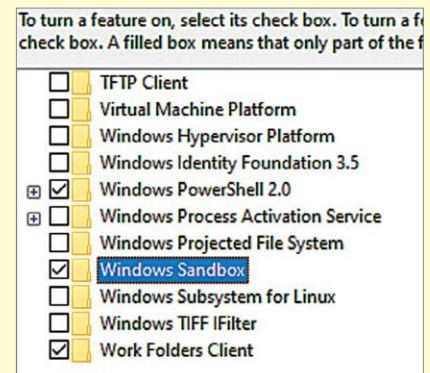 To turn a feature on, select its check box. To turn a f
check box. A filled box means that only part of the f
TFTP Client
Virtual Machine Platform
Windows Hypervisor Platform
Windows Identity Foundation 3.5
Windows PowerShell 2.0
Windows Process Activation Service
Windows Projected File System
Windows Sandbox
Windows Subsystem for Linux
Windows TIFF IFilter
Work Folders Client